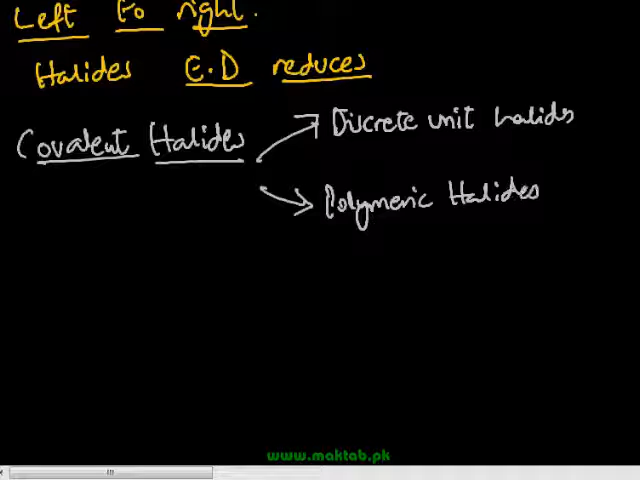 Left to right.
Halides E.D reduces
Covalent Halides
Discrete unit halides
Polymeric Halides
www.maktab.pk